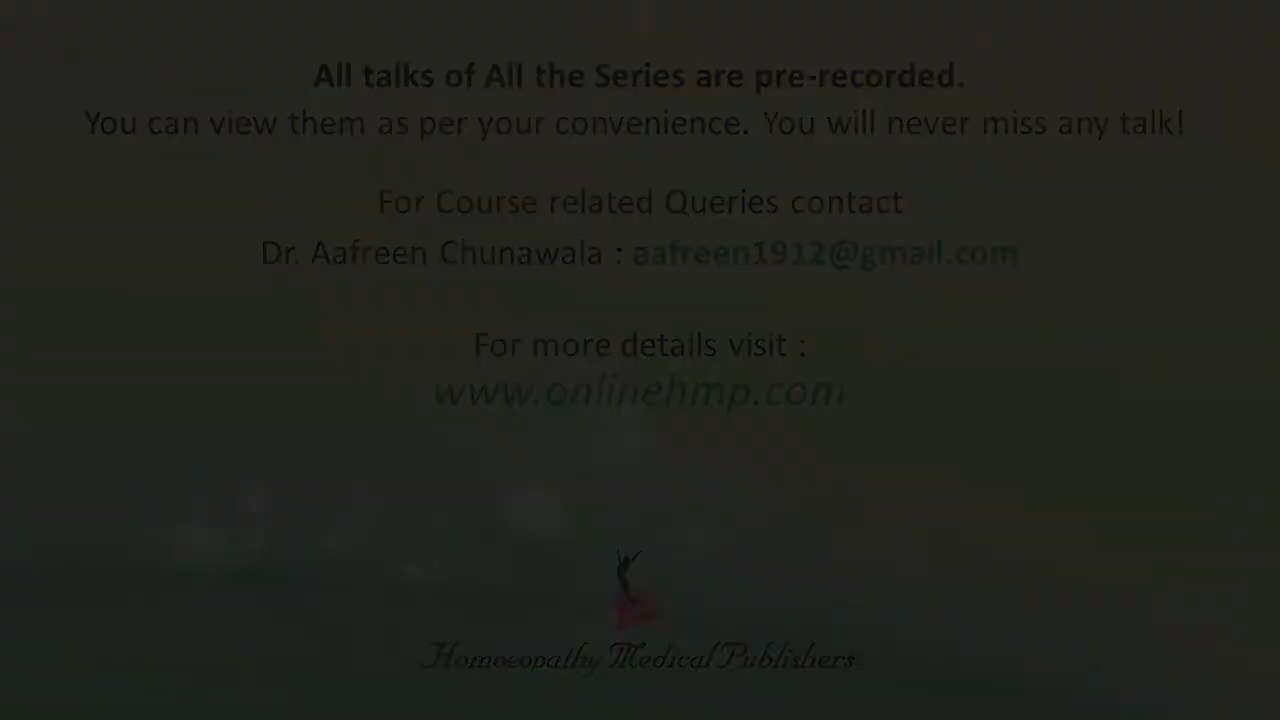 All talks of All the Series are pre-recorded.
You can view them as per your convenience. You will never miss any talk!
For Course related Queries contact
Dr. Aafreen Chunawala : aafreen1912@gmail.com
For more details visit :
www.onlinehmp.com
Homoeopathy Medical Publishers